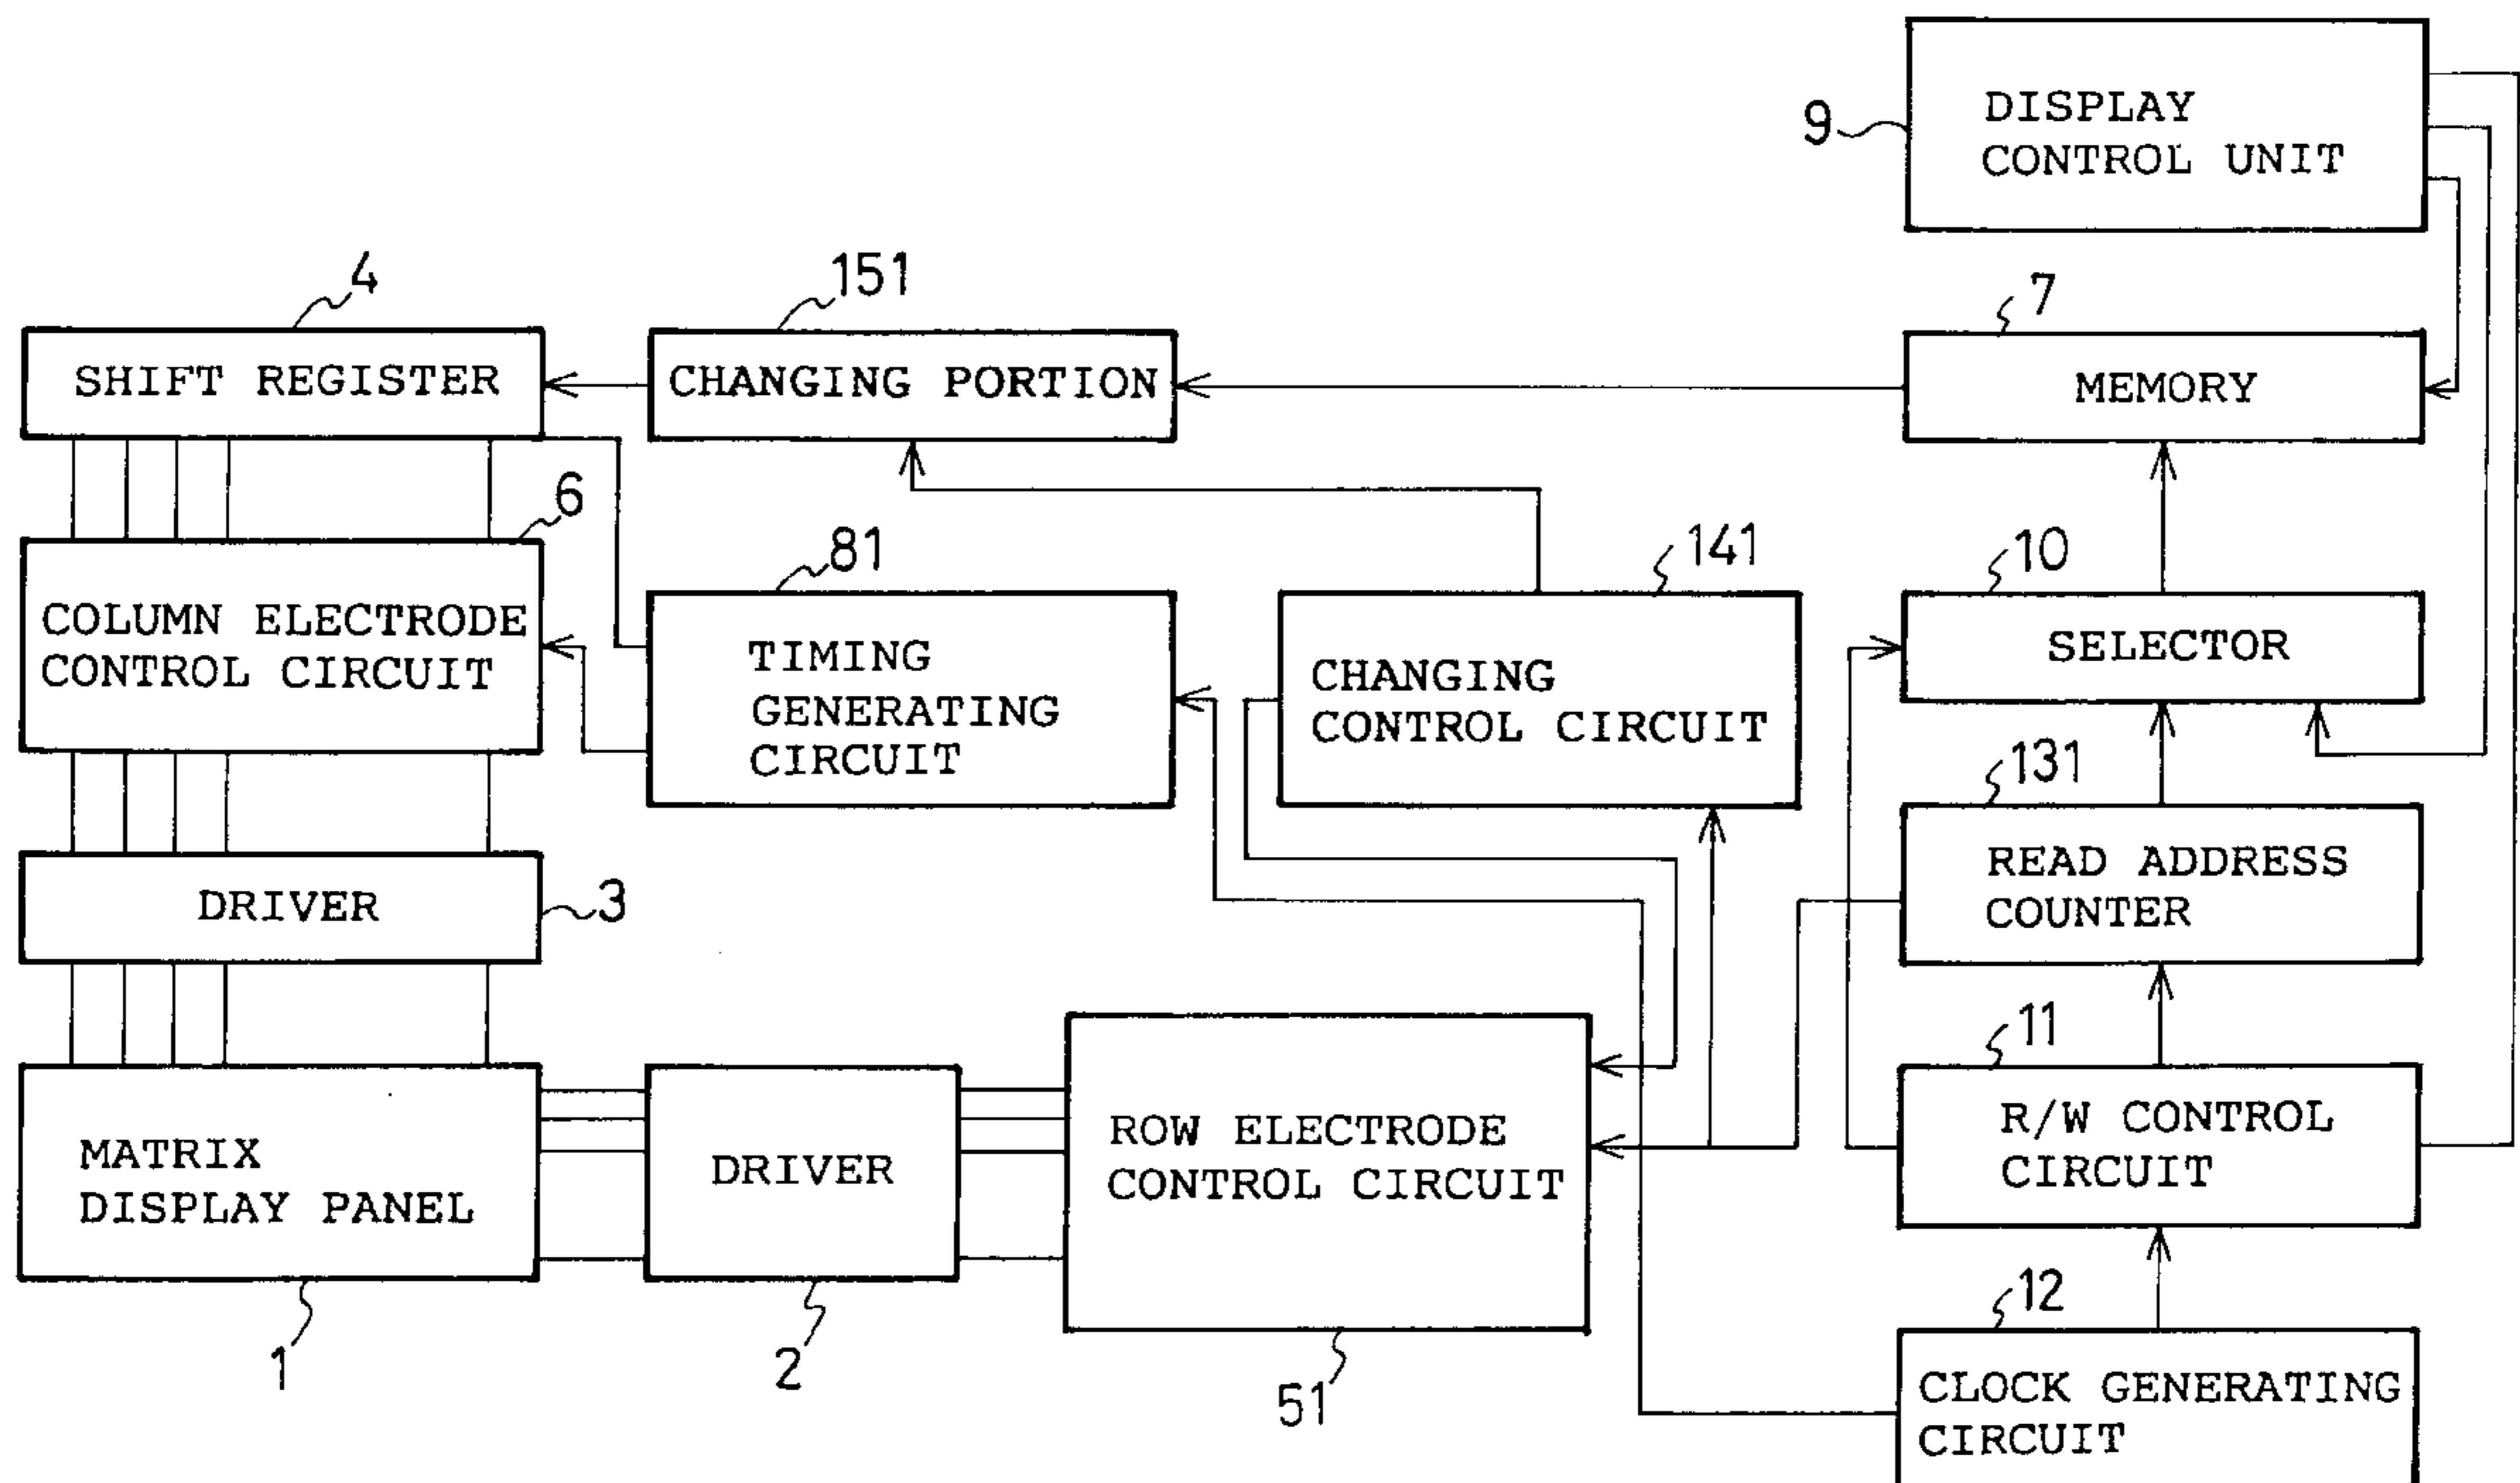 DISPLAY
CONTROL UNIT
9
4
151
7
SHIFT REGISTER
CHANGING PORTION
MEMORY
6
81
141
10
COLUMN ELECTRODE
CONTROL CIRCUIT
TIMING
GENERATING
CIRCUIT
CHANGING
CONTROL CIRCUIT
SELECTOR
131
DRIVER
3
READ ADDRESS
COUNTER
11
MATRIX
DISPLAY PANEL
DRIVER
ROW ELECTRODE
CONTROL CIRCUIT
R/W CONTROL
CIRCUIT
12
1
2
51
CLOCK GENERATING
CIRCUIT